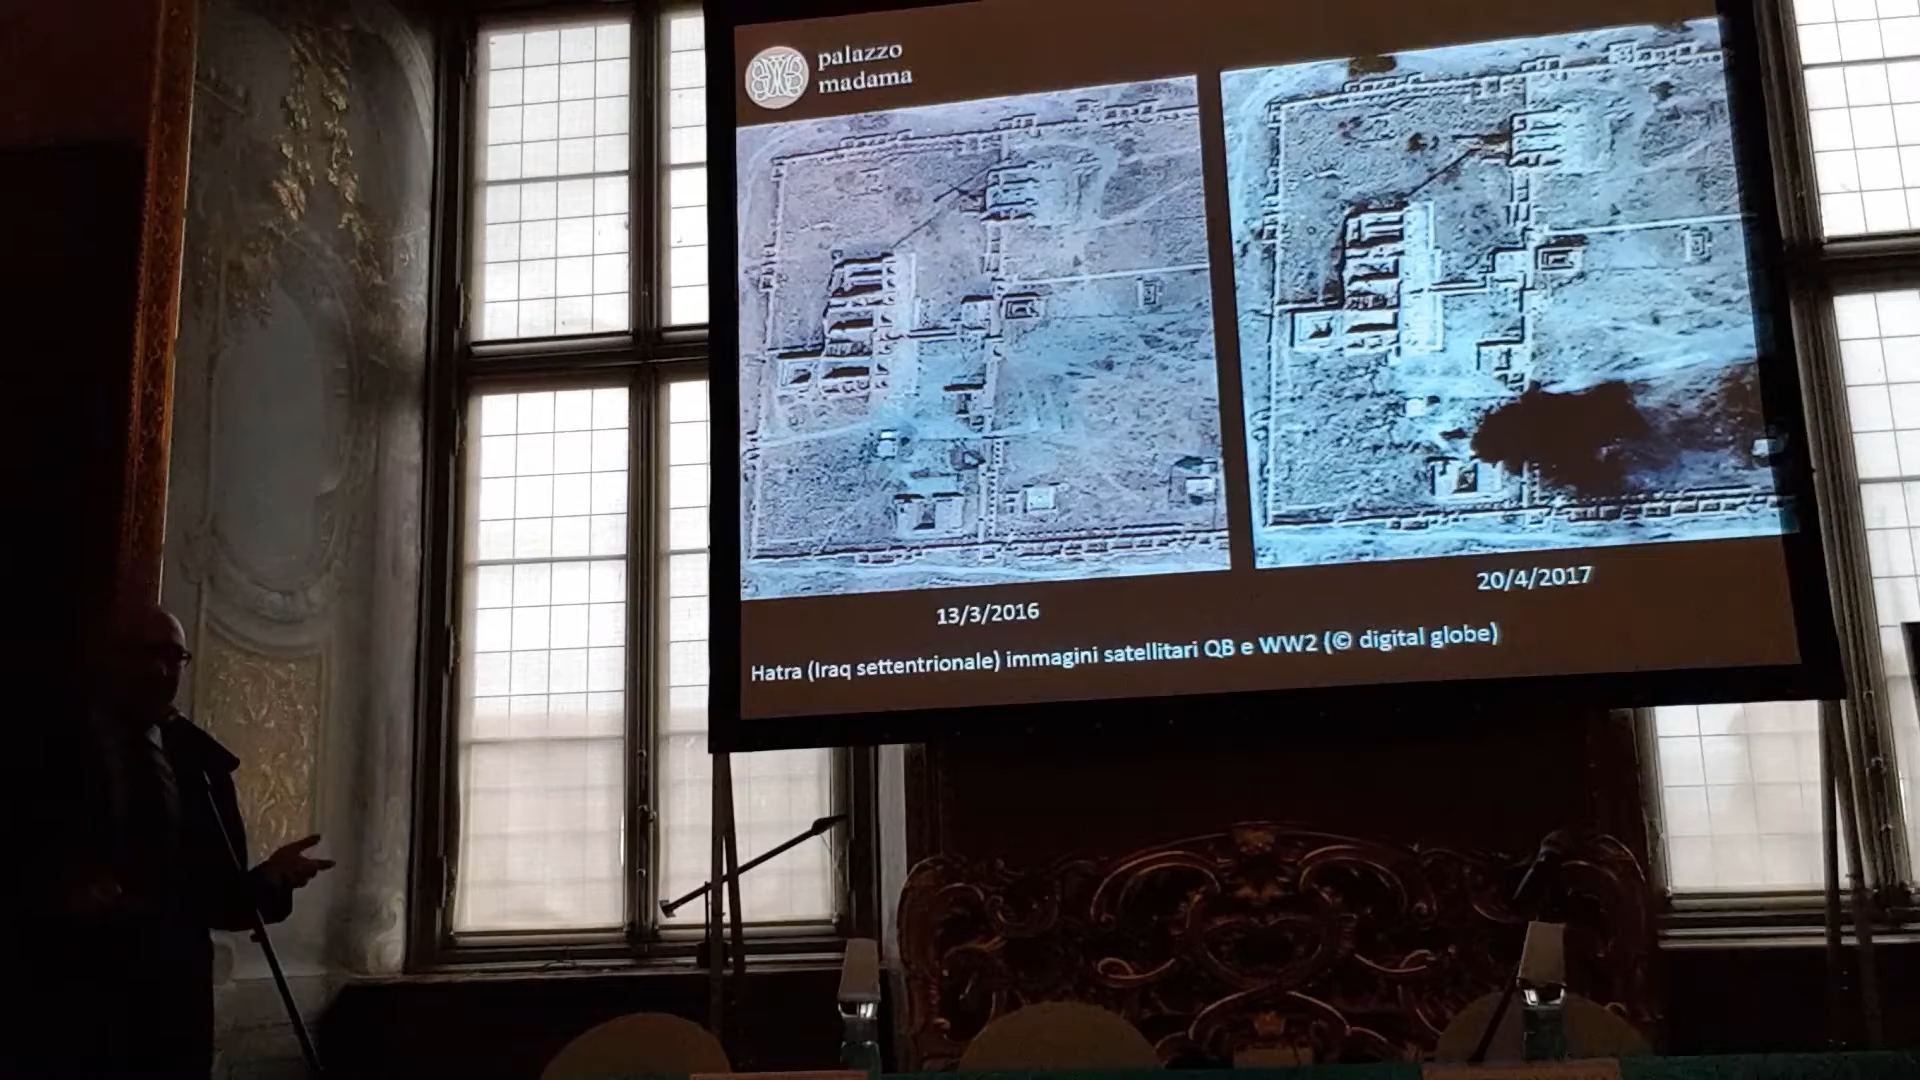 palazzo
madama
13/3/2016
20/4/2017
Hatra (Iraq settentrionale) immagini satellitari QB e WW2 (© digital globe)